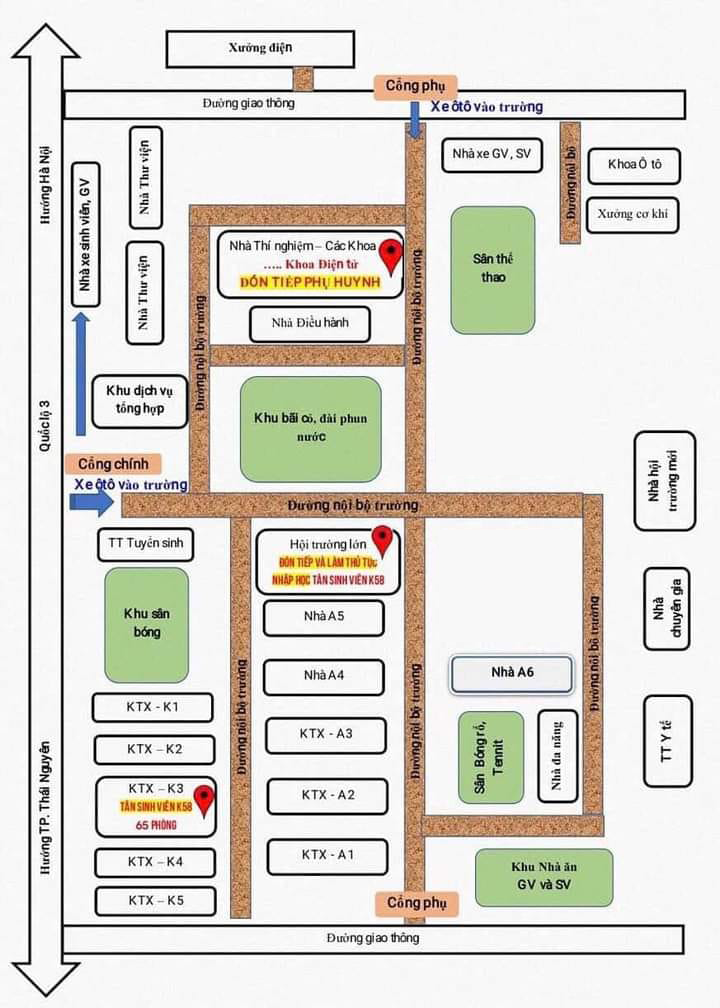 Xưởng điện
Cổng phụ
Đường giao thông
Xe ôtô vào trường
Hướng Hà Nội
Nhà xe sinh viên, GV
Nhà Thư viện
Nhà Thư viện
Nhà xe GV, SV
Đường nội bộ
Khoa Ô tô
Xưởng cơ khí
Nhà Thí nghiệm – Các Khoa
..... Khoa Điện tử
ĐÓN TIẾP PHỤ HUYNH
Sân thể
thao
Nhà Điều hành
Đường nội bộ trường
Đường nội bộ trường
Khu dịch vụ
tổng hợp
Khu bãi cỏ, đài phun
nước
Quốc lộ 3
Cổng chính
Xe ôtô vào trường
Đường nội bộ trường
Nhà hội
trường mới
TT Tuyển sinh
Hội trường lớn
ĐÓN TIẾP VÀ LÀM THỦ TỤC
NHẬP HỌC TÂN SINH VIÊN K58
Khu sân
bóng
Nhà A5
Nhà
chuyên gia
Nhà A4
Nhà A6
Đường nội bộ trường
Đường nội bộ trường
Đường nội bộ trường
KTX - K1
KTX – K2
KTX - A3
Sân Bóng rổ,
Tennit
Nhà đa năng
TT Y tế
Hướng TP. Thái Nguyên
KTX – K3
TÂN SINH VIÊN K58
65 PHÒNG
KTX - A2
KTX – K4
KTX - A1
Khu Nhà ăn
GV và SV
KTX – K5
Cổng phụ
Đường giao thông